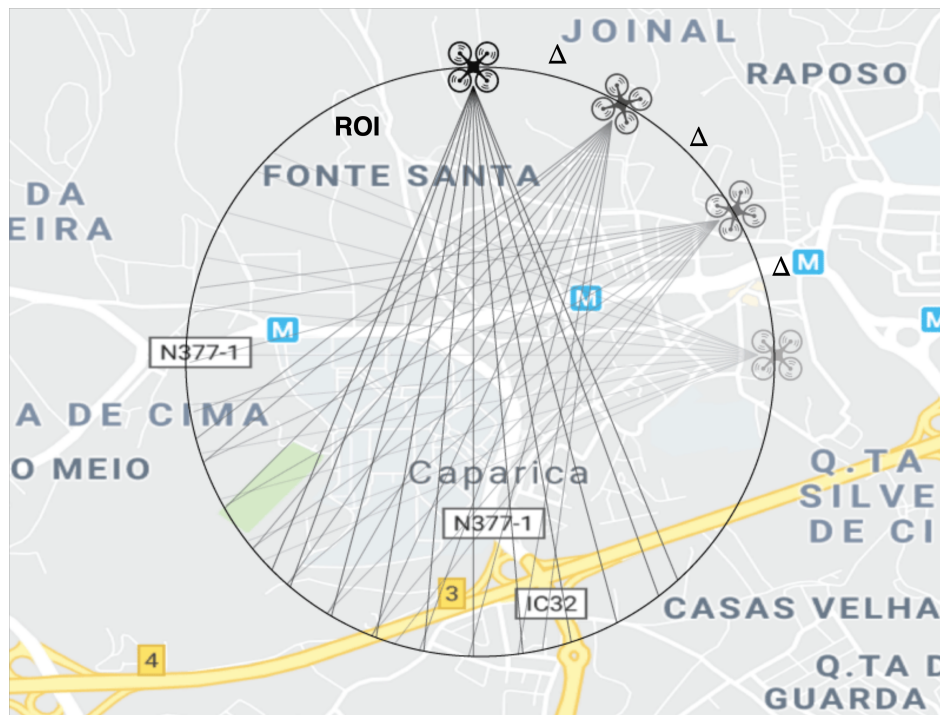 Δ
JOINAL
RAPOSO
ROI
Δ
FONTE SANTA
DA
EIRA
Δ
M
M
M
M
N377-1
A DE CIMA
O MEIO
Caparica
Q.TA
SILVE
DE CI
N377-1
3
IC32
CASAS VELHA
4
Q.TA D
GUARDA